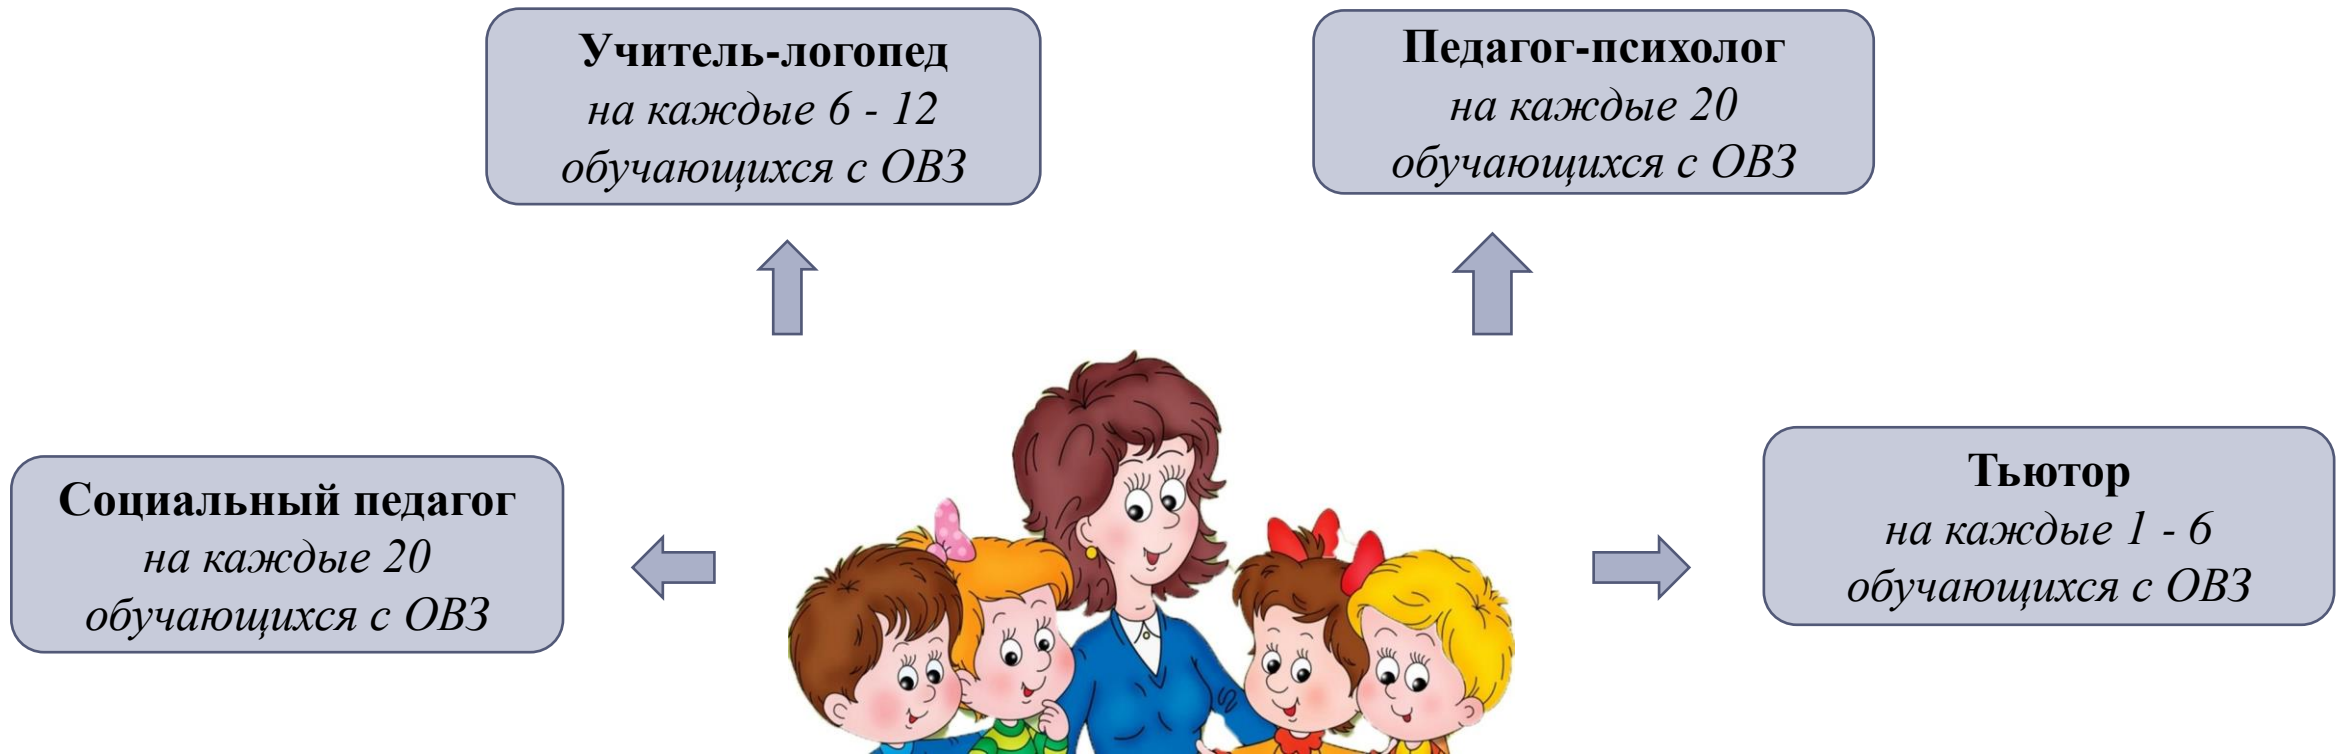 Учитель-логопед
на каждые 6 - 12
обучающихся с ОВЗ
Педагог-психолог
на каждые 20
обучающихся с ОВЗ
Социальный педагог
на каждые 20
обучающихся с ОВЗ
Тьютор
на каждые 1 - 6
обучающихся с ОВЗ